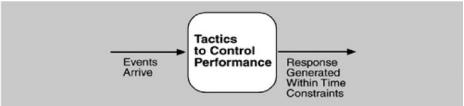 Events
Arrive
Tactics
to Control
Performance
Response
Generated
Within Time
Constraints